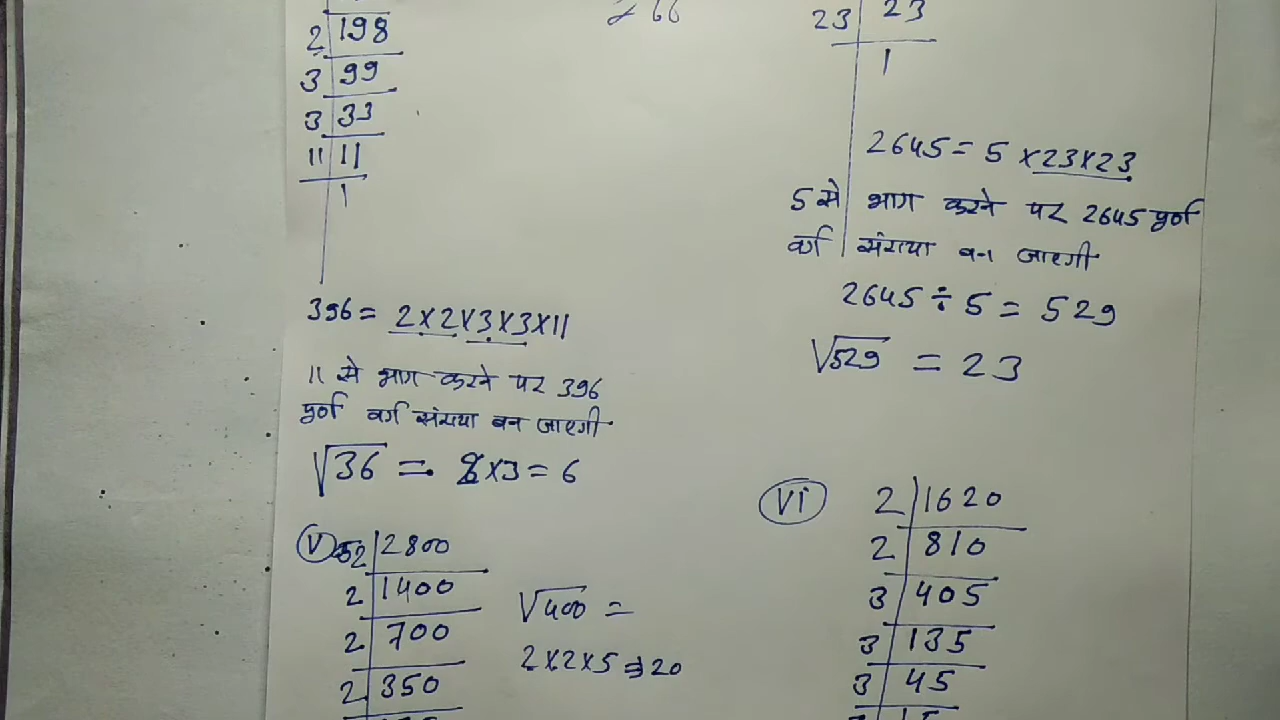 2 | 198
3 | 99
3 | 33
11 | 11
1
396 = 2×2×3×3×11
11 से भाग करने पर 396
पूर्ण वर्ग संख्या बन जाएगी
√36 = 2×3 = 6
(V) 2 | 2800
2 | 1400
2 | 700
2 | 350
√400 =
2×2×5 = 20
66
23 | 23
1
2645 = 5 × 23×23
5 से भाग करने पर 2645 पूर्ण
वर्ग संख्या बन जाएगी
2645 ÷ 5 = 529
√529 = 23
(Vi) 2 | 1620
2 | 810
3 | 405
3 | 135
3 | 45